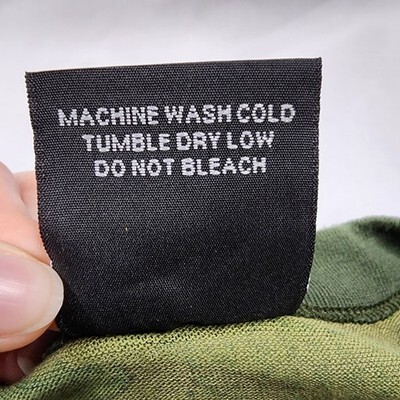 MACHINE WASH COLD
TUMBLE DRY LOW
DO NOT BLEACH